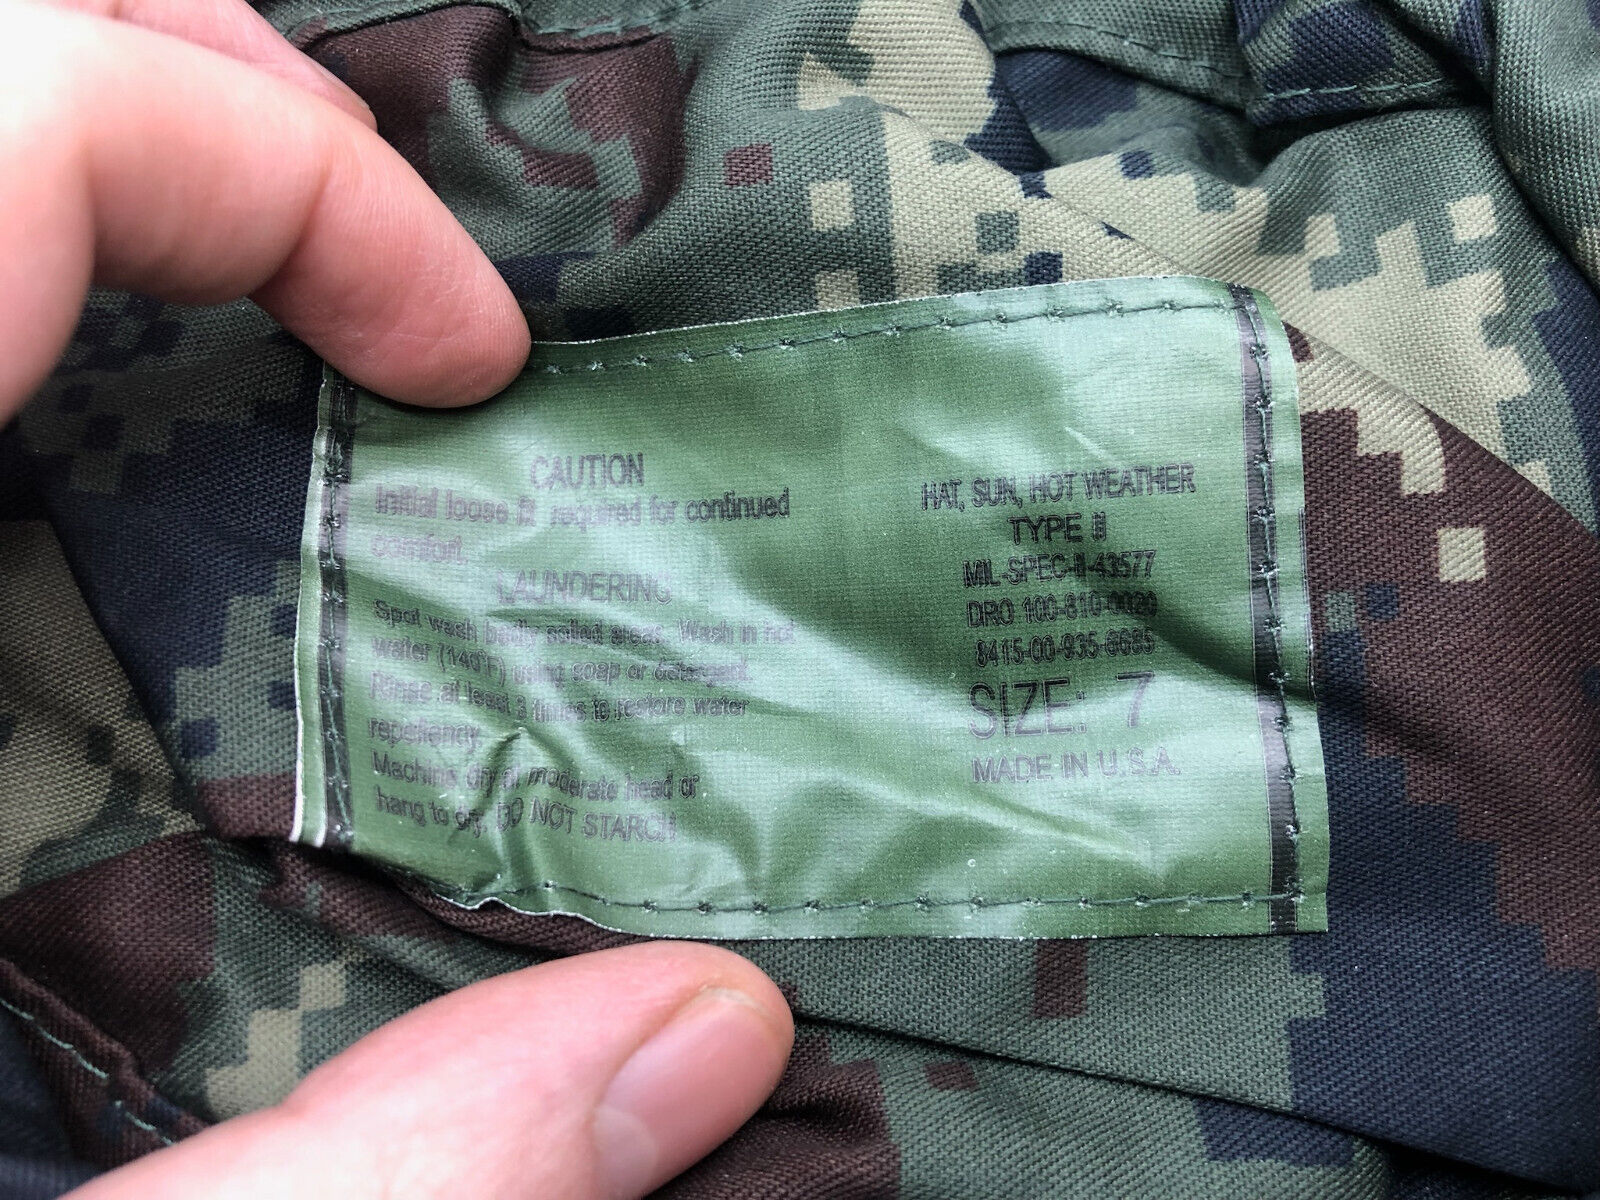 CAUTION
Initial loose fit required for continued
comfort.
LAUNDERING
Spot wash badly soiled areas. Wash in hot
water (140°F) using soap or detergent.
Rinse at least 3 times to restore water
repellency.
Machine dry at moderate head or
hang to dry. DO NOT STARCH
HAT, SUN, HOT WEATHER
TYPE II
MIL-SPEC-II-43577
DRO 100-810-0020
8415-00-935-6685
SIZE: 7
MADE IN U.S.A.